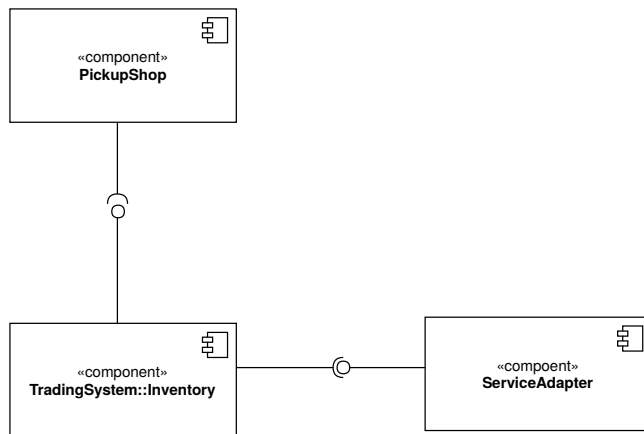 «component»
PickupShop
«component»
TradingSystem::Inventory
«compoent»
ServiceAdapter